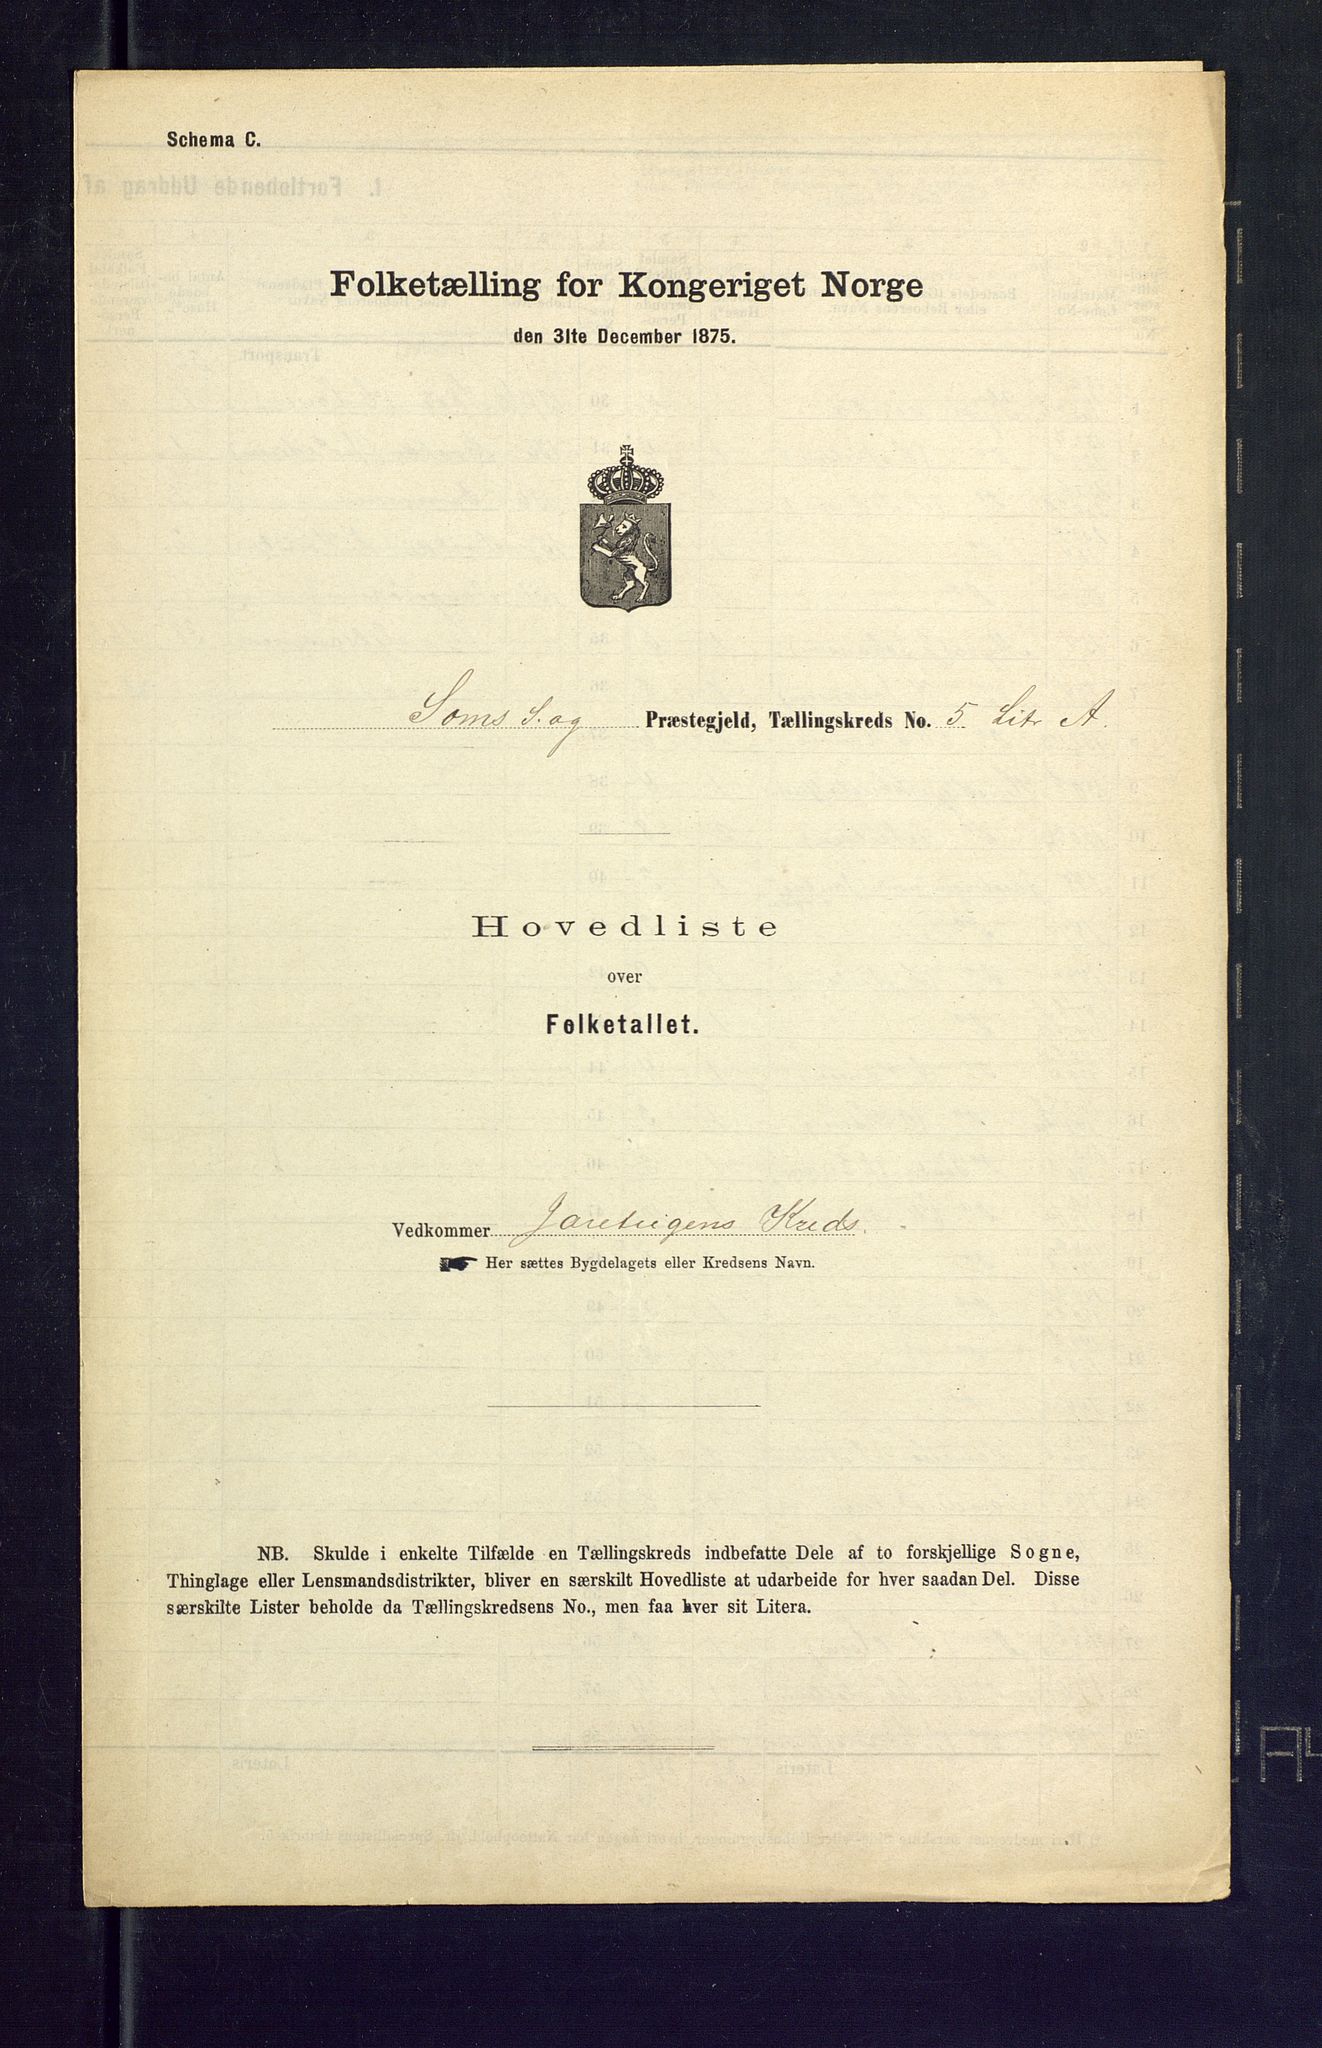 Schema C.
Folketælling for Kongeriget Norge
den 31te December 1875.
Soms S. og Præstegjeld, Tællingskreds No. 5 Litr A.
Hovedliste
over
Folketallet.
Vedkommer Kreds.
Her sættes Bygdelagets eller Kredsens Navn.
NB. Skulde i enkelte Tilfælde en Tællingskreds indbefatte Dele af to forskjellige Sogne,
Thinglage eller Lensmandsdistrikter, bliver en særskilt Hovedliste at udarbeide for hver saadan Del. Disse
særskilte Lister beholde da Tællingskredsens No., men faa hver sit Litera.
A4